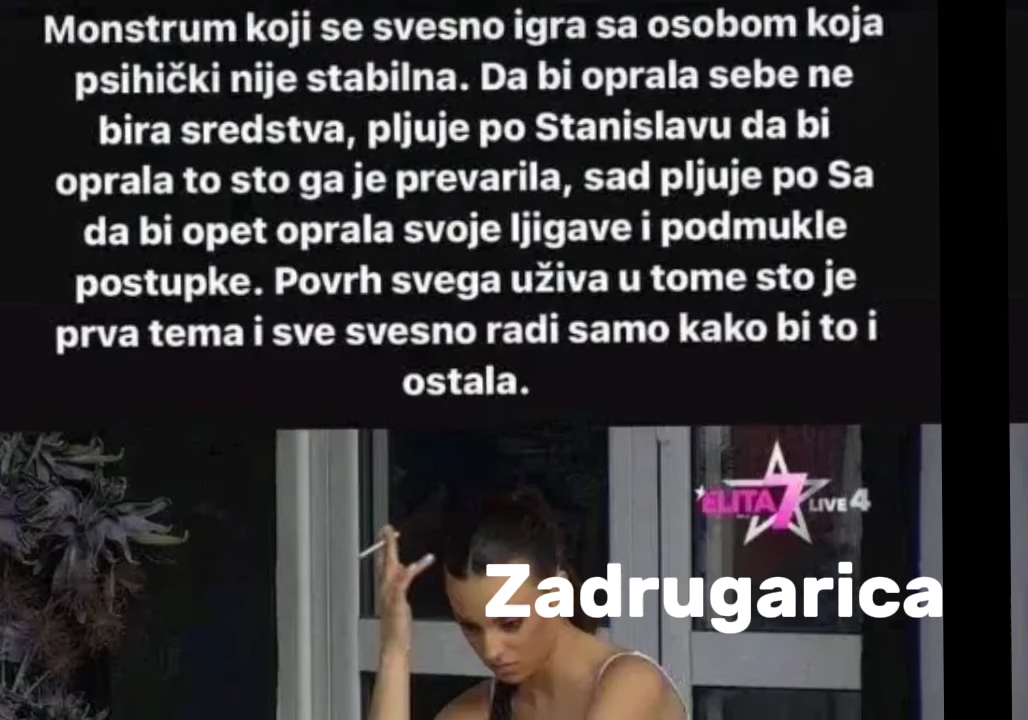 Monstrum koji se svesno igra sa osobom koja
psihički nije stabilna. Da bi oprala sebe ne
bira sredstva, pljuje po Stanislavu da bi
oprala to sto ga je prevarila, sad pljuje po Sa
da bi opet oprala svoje ljigave i podmukle
postupke. Povrh svega uživa u tome sto je
prva tema i sve svesno radi samo kako bi to i
ostala.
ELITA 7 LIVE 4
Zadrugarica